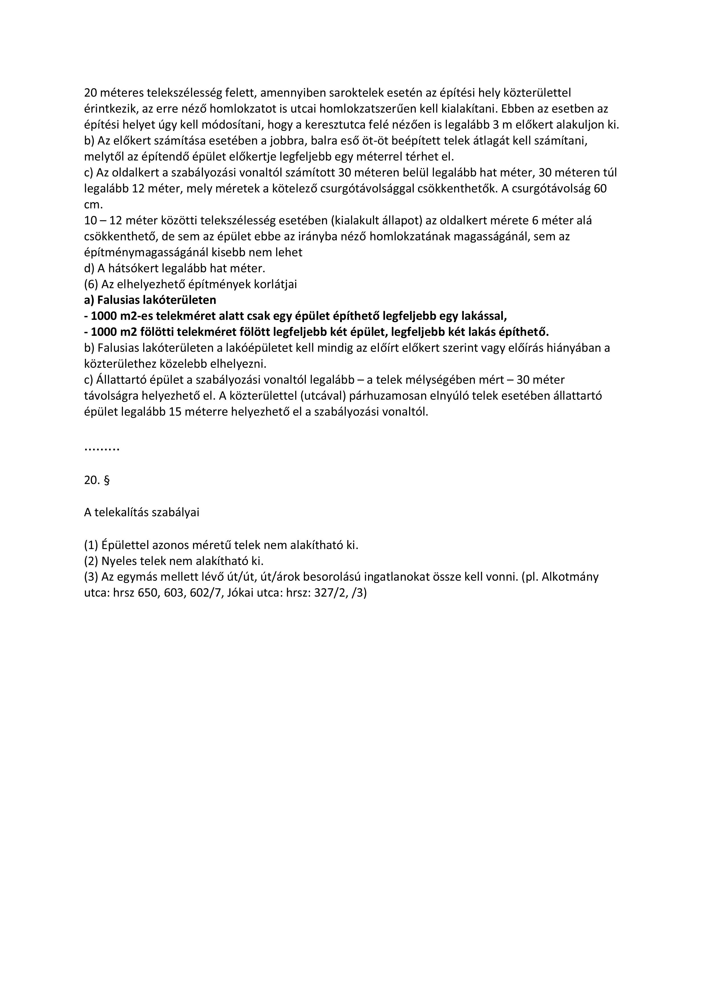 20 méteres telekszélesség felett, amennyiben saroktelek esetén az építési hely közterülettel
érintkezik, az erre néző homlokzatot is utcai homlokzatszerűen kell kialakítani. Ebben az esetben az
építési helyet úgy kell módosítani, hogy a keresztutca felé nézően is legalább 3 m előkert alakuljon ki.
b) Az előkert számítása esetében a jobbra, balra eső öt-öt beépített telek átlagát kell számítani,
melytől az építendő épület előkertje legfeljebb egy méterrel térhet el.
c) Az oldalkert a szabályozási vonaltól számított 30 méteren belül legalább hat méter, 30 méteren túl
legalább 12 méter, mely méretek a kötelező csurgótávolsággal csökkenthetők. A csurgótávolság 60
cm.
10 – 12 méter közötti telekszélesség esetében (kialakult állapot) az oldalkert mérete 6 méter alá
csökkenthető, de sem az épület ebbe az irányba néző homlokzatának magasságánál, sem az
építménymagasságánál kisebb nem lehet
d) A hátsókert legalább hat méter.
(6) Az elhelyezhető építmények korlátjai
a) Falusias lakóterületen
- 1000 m2-es telekméret alatt csak egy épület építhető legfeljebb egy lakással,
- 1000 m2 fölötti telekméret fölött legfeljebb két épület, legfeljebb két lakás építhető.
b) Falusias lakóterületen a lakóépületet kell mindig az előírt előkert szerint vagy előírás hiányában a
közterülethez közelebb elhelyezni.
c) Állattartó épület a szabályozási vonaltól legalább – a telek mélységében mért – 30 méter
távolságra helyezhető el. A közterülettel (utcával) párhuzamosan elnyúló telek esetében állattartó
épület legalább 15 méterre helyezhető el a szabályozási vonaltól.
.........
20. §
A telekalítás szabályai
(1) Épülettel azonos méretű telek nem alakítható ki.
(2) Nyeles telek nem alakítható ki.
(3) Az egymás mellett lévő út/út, út/árok besorolású ingatlanokat össze kell vonni. (pl. Alkotmány
utca: hrsz 650, 603, 602/7, Jókai utca: hrsz: 327/2, /3)